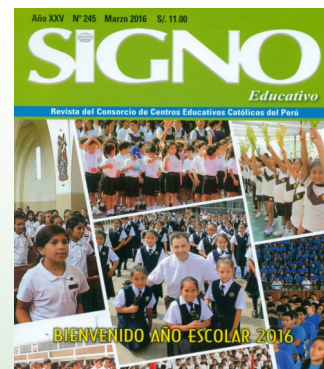 Año XXV Nº 245 Marzo 2016 S/. 11.00
SIGNO
Educativo
Revista del Consorcio de Centros Educativos Católicos del Perú
BIENVENIDO AÑO ESCOLAR 2016